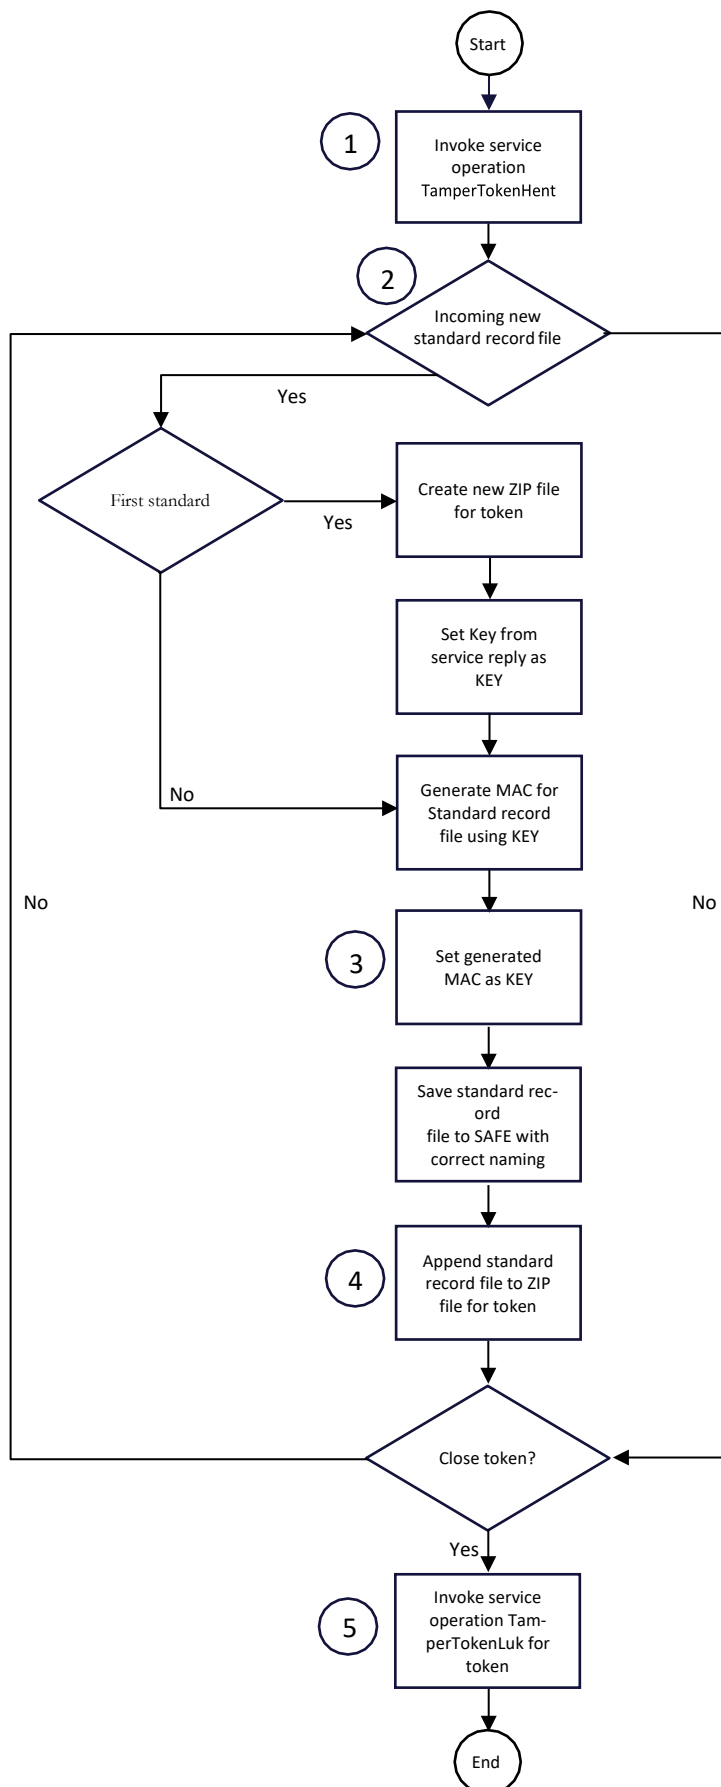 Start
1
Invoke service
operation
TamperTokenHent
2
Incoming new
standard record file
Yes
First standard
Yes
Create new ZIP file
for token
Set Key from
service reply as
KEY
No
Generate MAC for
Standard record
file using KEY
No
No
3
Set generated
MAC as KEY
Save standard rec-
ord
file to SAFE with
correct naming
4
Append standard
record file to ZIP
file for token
Close token?
Yes
5
Invoke service
operation Tam-
perTokenLuk for
token
End